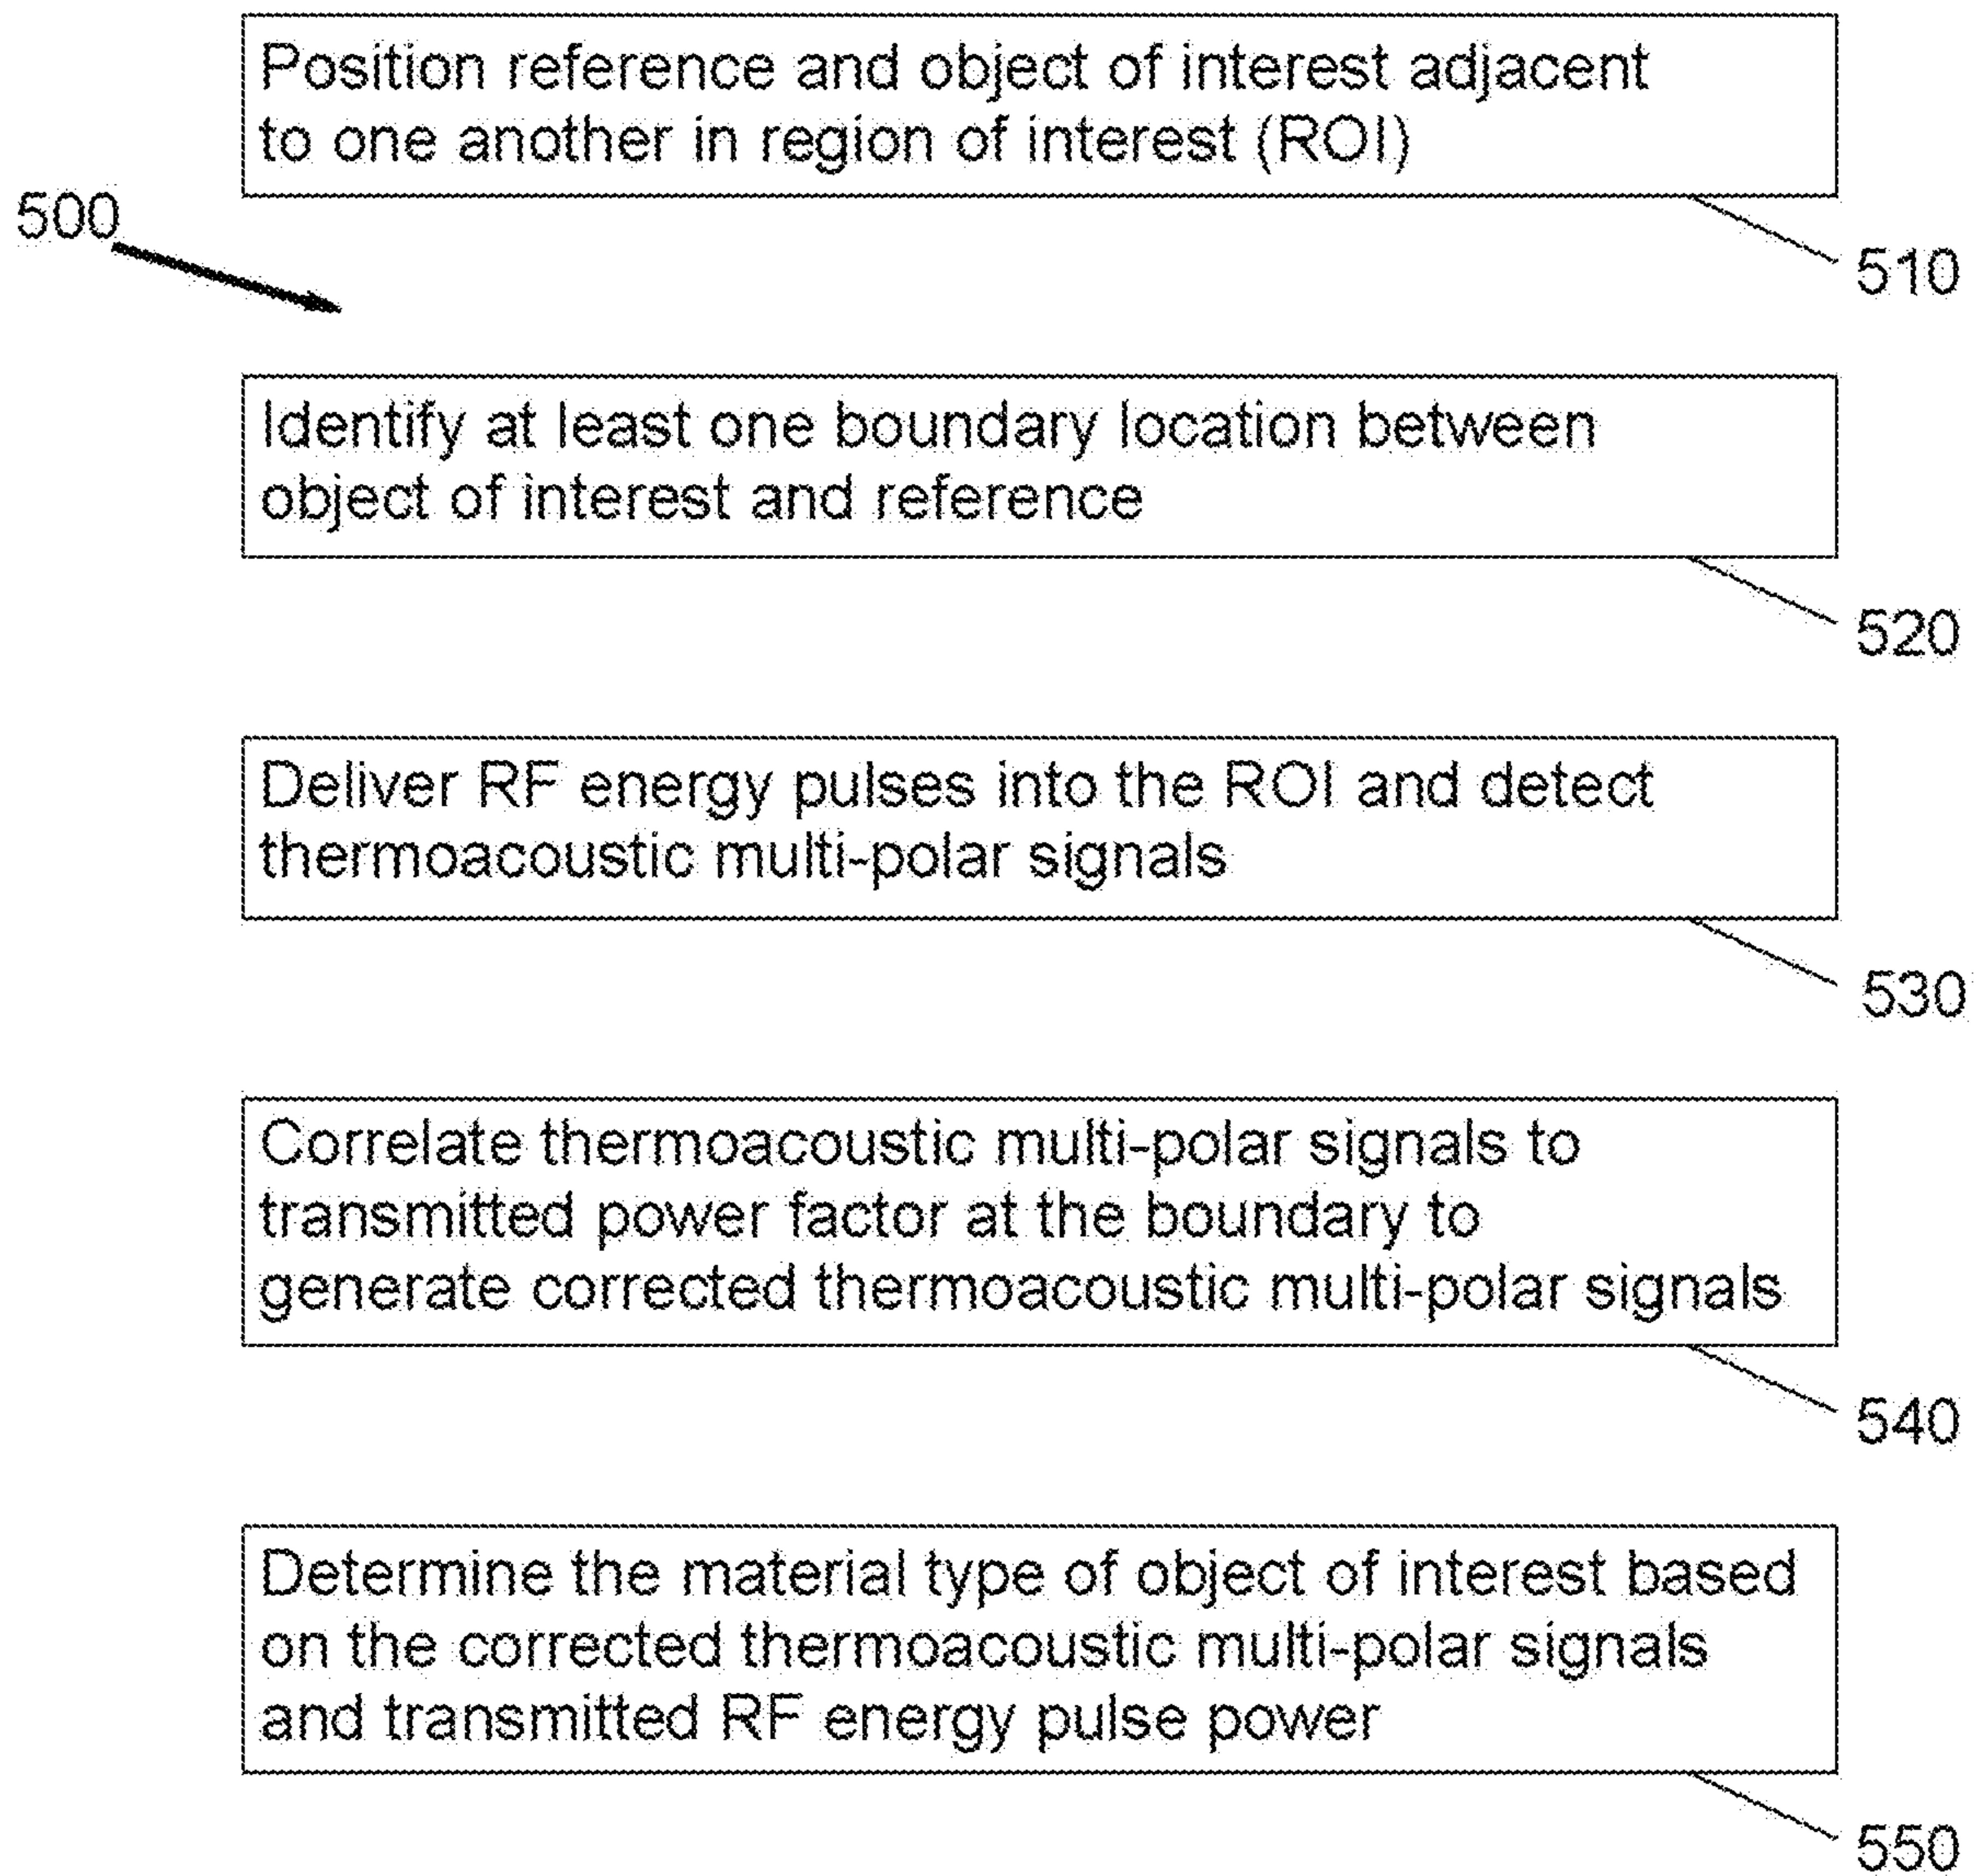 Position reference and object of interest adjacent
to one another in region of interest (ROI)
500
510
Identify at least one boundary location between
object of interest and reference
520
Deliver RF energy pulses into the ROI and detect
thermoacoustic multi-polar signals
530
Correlate thermoacoustic multi-polar signals to
transmitted power factor at the boundary to
generate corrected thermoacoustic multi-polar signals
540
Determine the material type of object of interest based
on the corrected thermoacoustic multi-polar signals
and transmitted RF energy pulse power
550